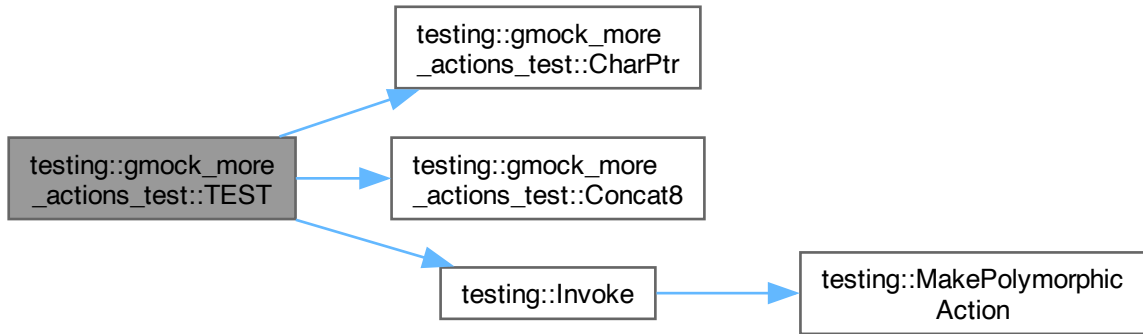 testing::gmock_more
_actions_test::CharPtr
testing::gmock_more
_actions_test::TEST
testing::gmock_more
_actions_test::Concat8
testing::Invoke
testing::MakePolymorphic
Action